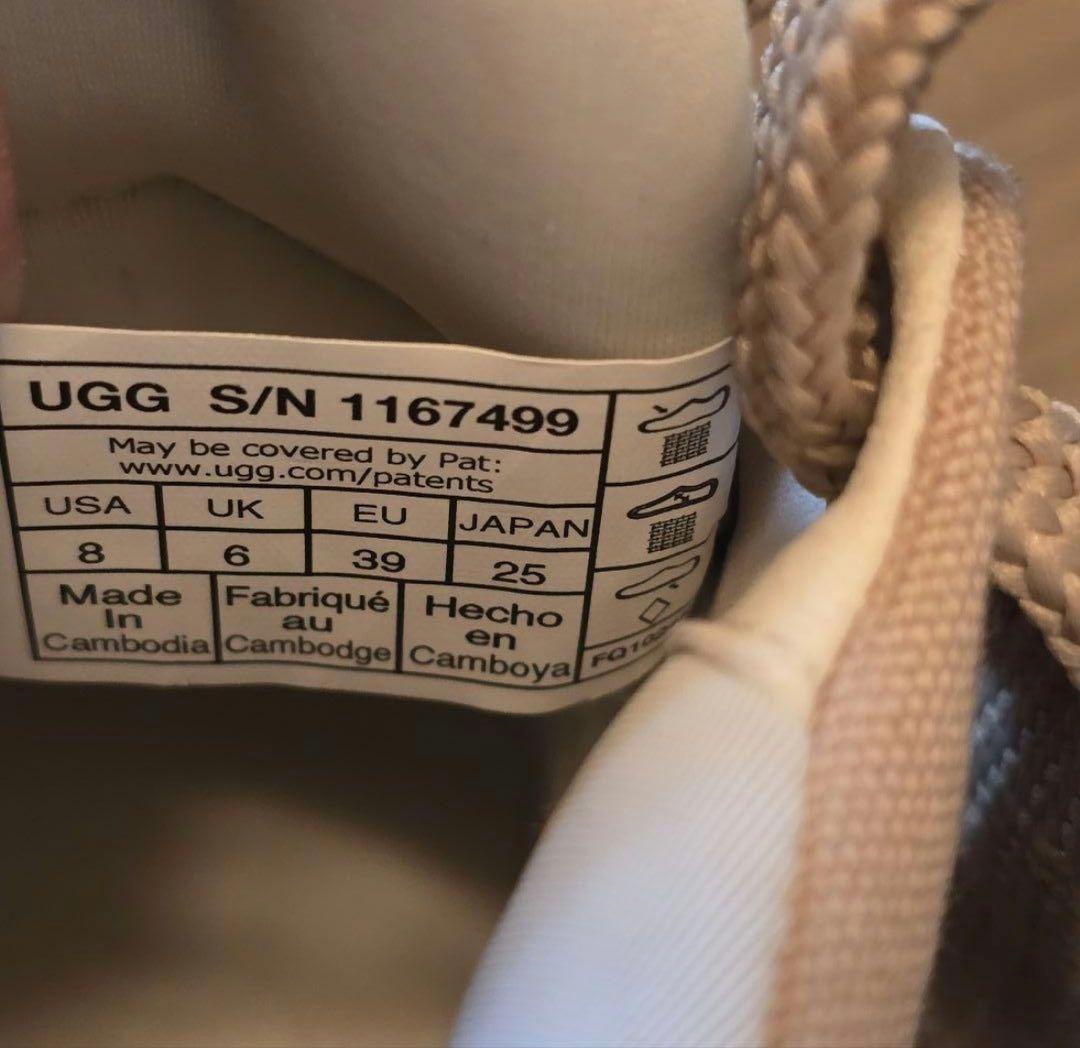 UGG S/N 1167499
May be covered by Pat:
www.ugg.com/patents
USA UK EU JAPAN
8 6 39 25
Made In Cambodia
Fabriqué au Cambodge
Hecho en Camboya